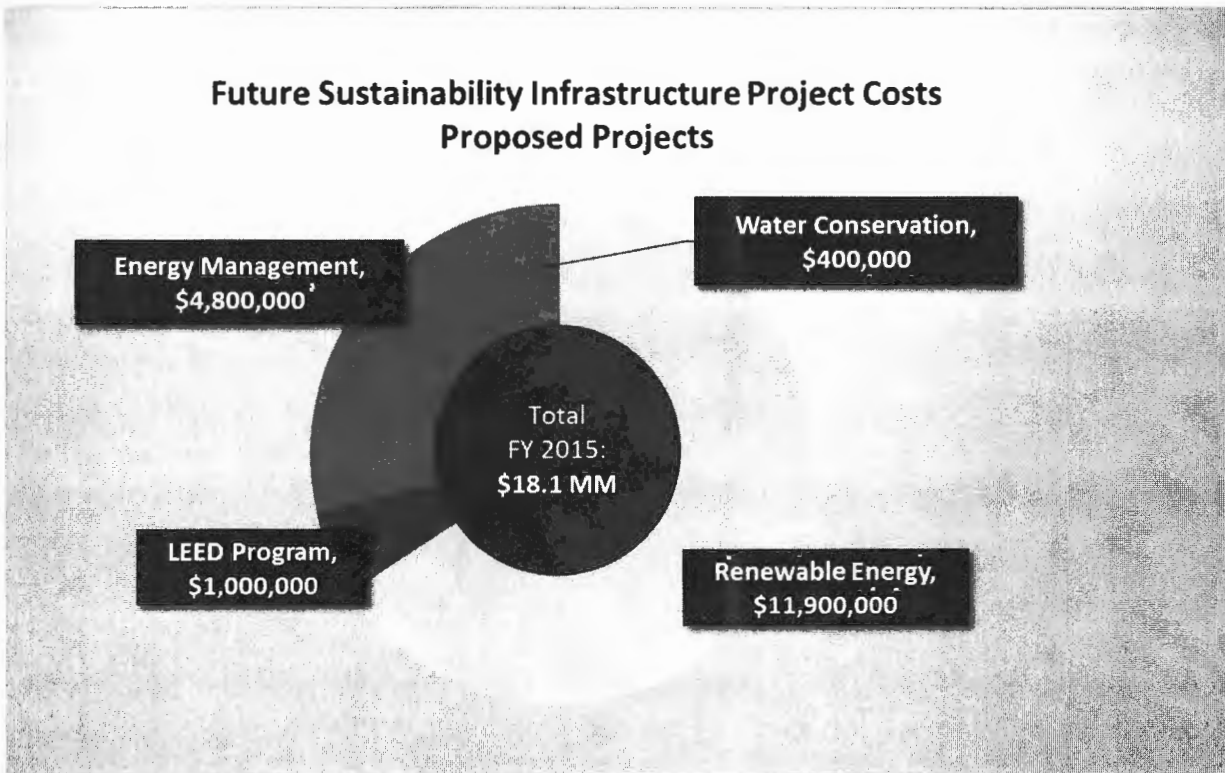 Future Sustainability Infrastructure Project Costs
Proposed Projects
Water Conservation,
$400,000
Energy Management,
$4,800,000
Total
FY 2015:
$18.1 MM
LEED Program,
$1,000,000
Renewable Energy,
$11,900,000